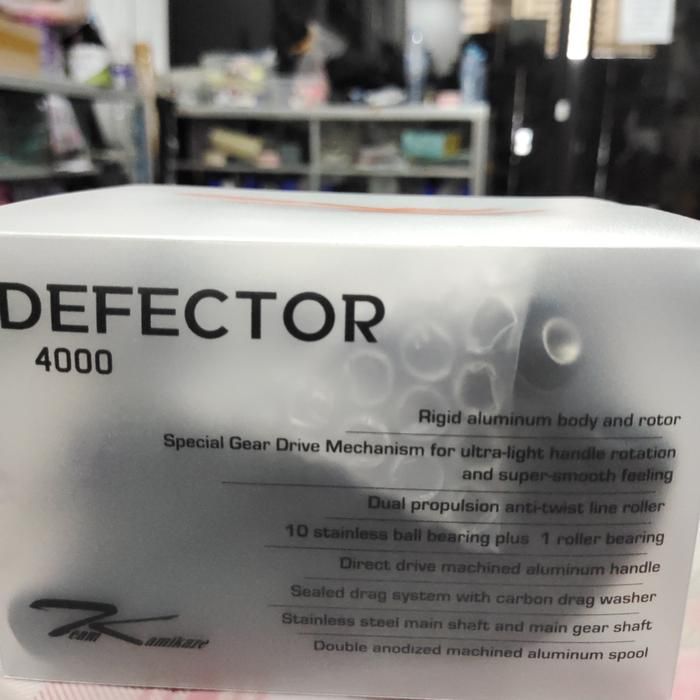 DEFECTOR
4000
Rigid aluminum body and rotor
Special Gear Drive Mechanism for ultra-light handle rotation
and super-smooth feeling
Dual propulsion anti-twist line roller
10 stainless ball bearing plus 1 roller bearing
Direct drive machined aluminum handle
Sealed drag system with carbon drag washer
Stainless steel main shaft and main gear shaft
Double anodized machined aluminum spool
Team Kamikaze